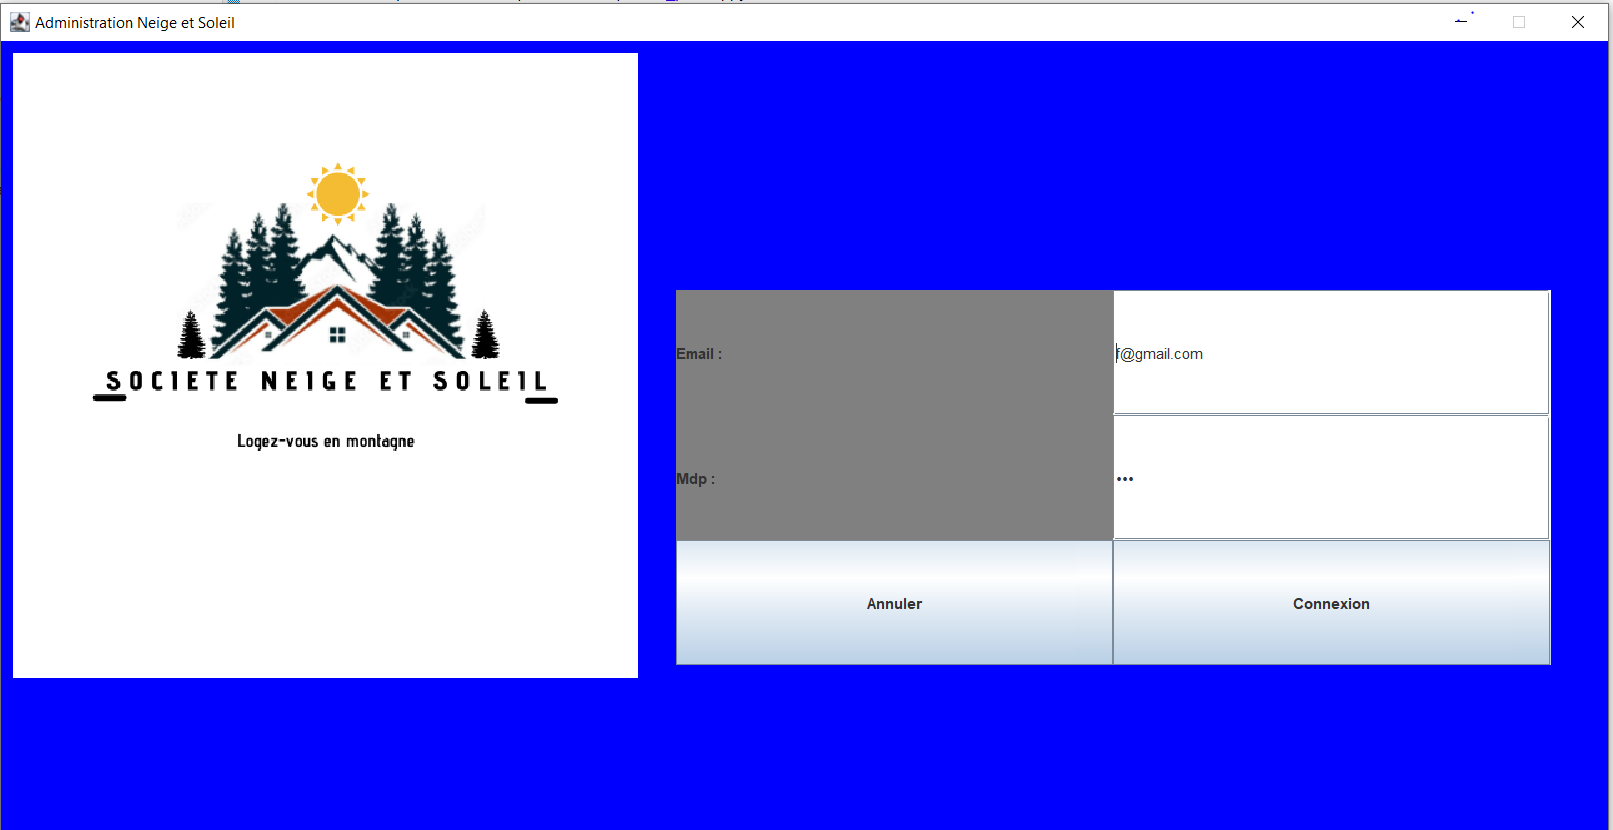 Administration Neige et Soleil
SOCIETE NEIGE ET SOLEIL
Logez-vous en montagne
Email :
f@gmail.com
Mdp :
•••
Annuler
Connexion